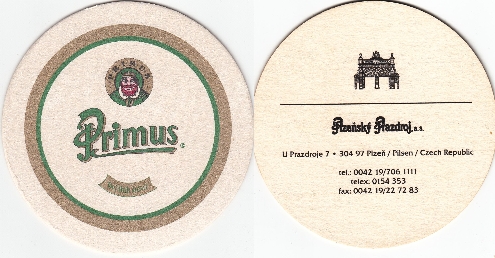 Primus
Plzeňský Prazdroj, a.s.
U Prazdroje 7 • 304 97 Plzeň / Pilsen / Czech Republic
tel.: 0042 19/706 1111
telex: 0154 353
fax: 0042 19/22 72 83